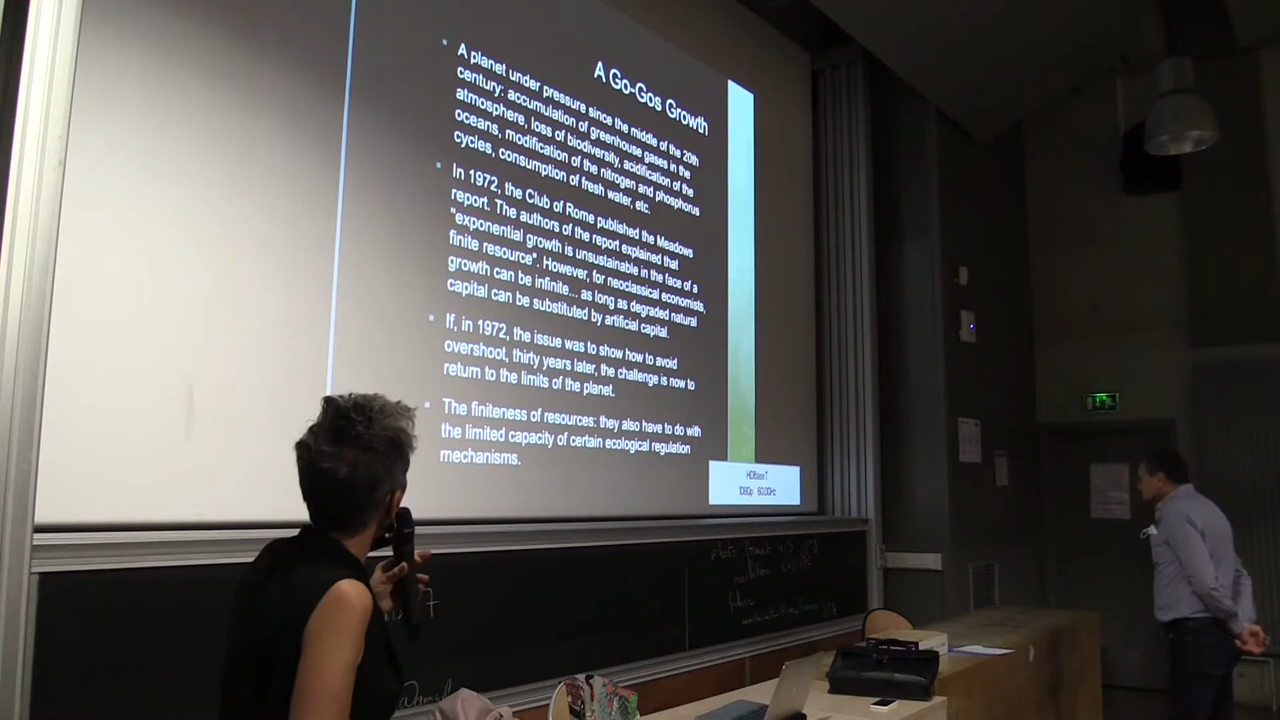 A Go-Gos Growth
A planet under pressure since the middle of the 20th
century: accumulation of greenhouse gases in the
atmosphere, loss of biodiversity, acidification of the
oceans, modification of the nitrogen and phosphorus
cycles, consumption of fresh water, etc.
In 1972, the Club of Rome published the Meadows
report. The authors of the report explained that
"exponential growth is unsustainable in the face of a
finite resource". However, for neoclassical economists,
growth can be infinite... as long as degraded natural
capital can be substituted by artificial capital.
If, in 1972, the issue was to show how to avoid
overshoot, thirty years later, the challenge is now to
return to the limits of the planet.
The finiteness of resources: they also have to do with
the limited capacity of certain ecological regulation
mechanisms.
HDBaseT
1080p 60.00Hz
photo
7